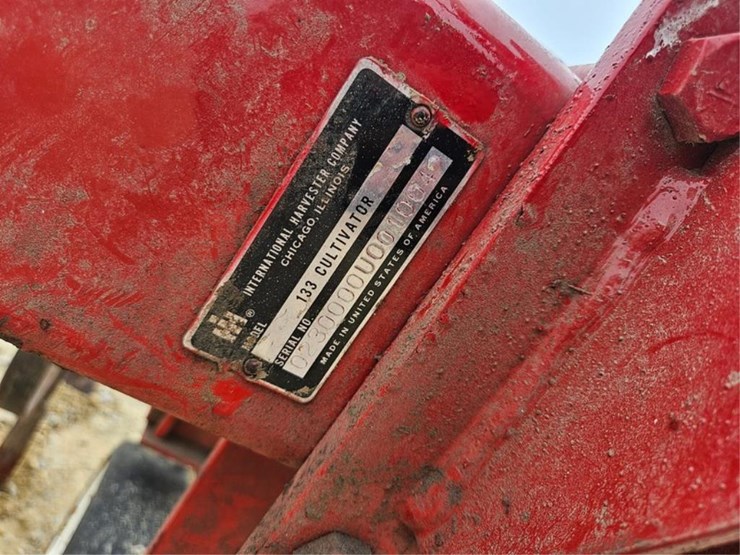 INTERNATIONAL HARVESTER COMPANY
CHICAGO, ILLINOIS
®
MODEL 133 CULTIVATOR
SERIAL NO.
MADE IN UNITED STATES OF AMERICA